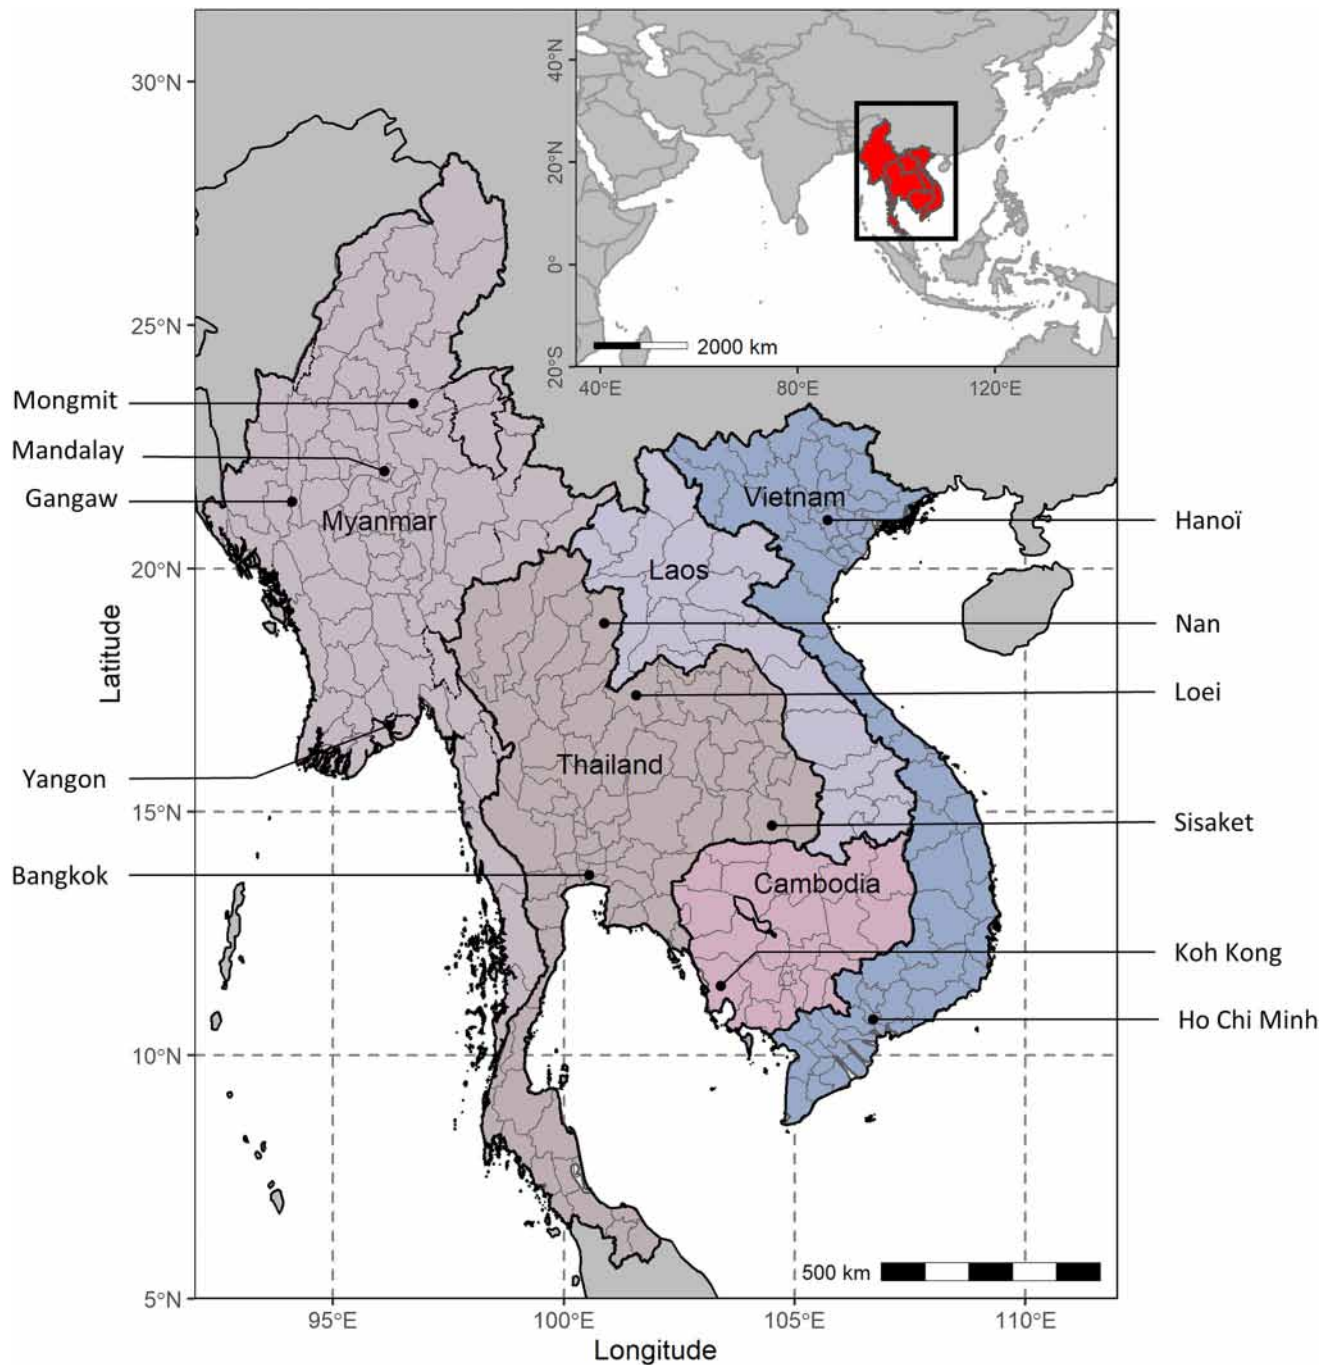 30°N
25°N
20°N
15°N
10°N
5°N
Latitude
95°E
100°E
105°E
110°E
Longitude
40°N
20°N
0°
20°S
40°E
80°E
120°E
2000 km
Mongmit
Mandalay
Gangaw
Yangon
Bangkok
Myanmar
Vietnam
Laos
Thailand
Cambodia
Hanoï
Nan
Loei
Sisaket
Koh Kong
Ho Chi Minh
500 km